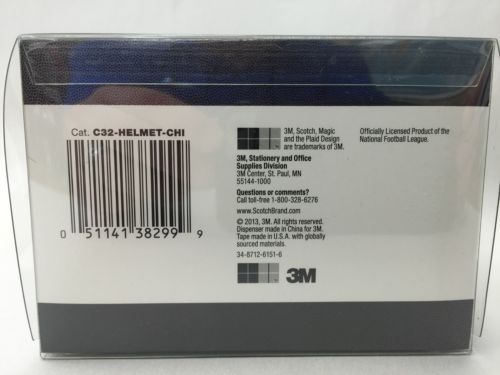 Cat. C32-HELMET-CHI
0 51141 38299 9
3M, Scotch, Magic
and the Plaid Design
are trademarks of 3M.
3M, Stationery and Office
Supplies Division
3M Center, St. Paul, MN
55144-1000
Questions or comments?
Call toll-free 1-800-328-6276
www.ScotchBrand.com
© 2013, 3M. All rights reserved.
Dispenser made in China for 3M.
Tape made in U.S.A. with globally
sourced materials.
34-8712-6151-6
3M
Officially Licensed Product of the
National Football League.